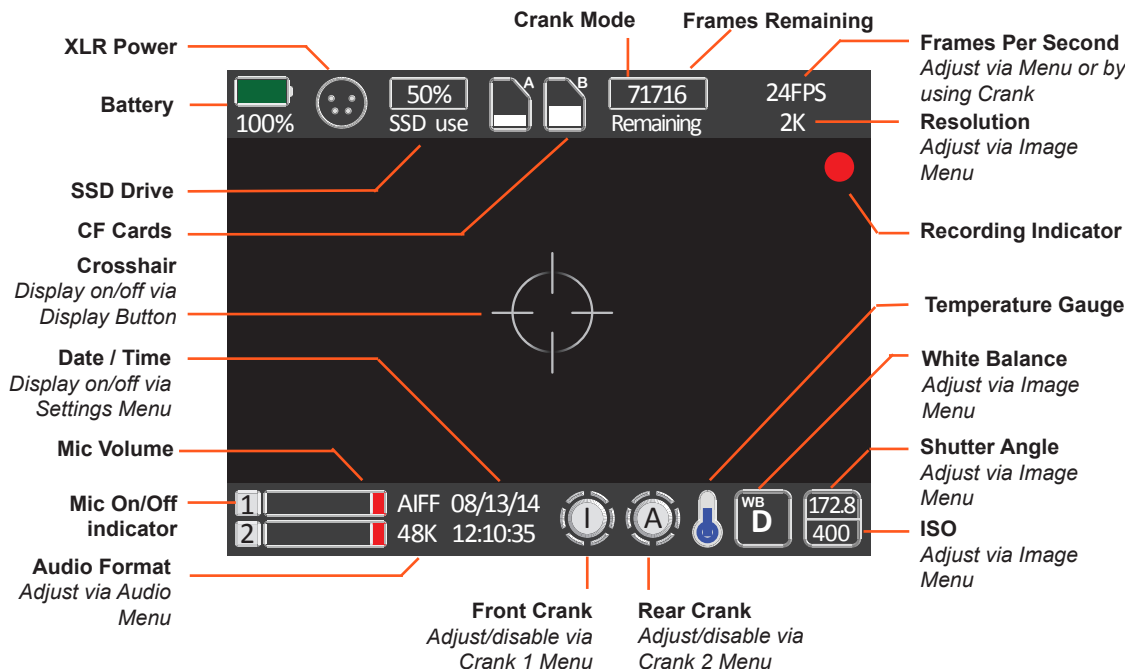 Crank Mode
Frames Remaining
XLR Power
Battery
SSD Drive
CF Cards
Crosshair
Display on/off via
Display Button
Date / Time
Display on/off via
Settings Menu
Mic Volume
Mic On/Off
indicator
Audio Format
Adjust via Audio
Menu
100%
50%
SSD use
A
B
71716
Remaining
24FPS
2K
1
2
AIFF 08/13/14
48K 12:10:35
I
A
WB
D
172.8
400
Front Crank
Adjust/disable via
Crank 1 Menu
Rear Crank
Adjust/disable via
Crank 2 Menu
Frames Per Second
Adjust via Menu or by
using Crank
Resolution
Adjust via Image
Menu
Recording Indicator
Temperature Gauge
White Balance
Adjust via Image
Menu
Shutter Angle
Adjust via Image
Menu
ISO
Adjust via Image
Menu